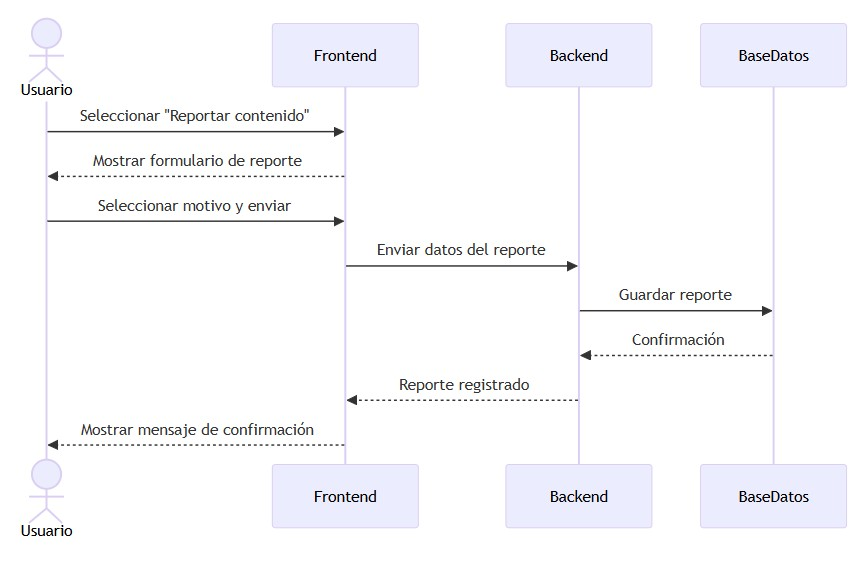 Usuario
Frontend
Backend
BaseDatos
Seleccionar "Reportar contenido"
Mostrar formulario de reporte
Seleccionar motivo y enviar
Enviar datos del reporte
Guardar reporte
Confirmación
Reporte registrado
Mostrar mensaje de confirmación
Usuario
Frontend
Backend
BaseDatos